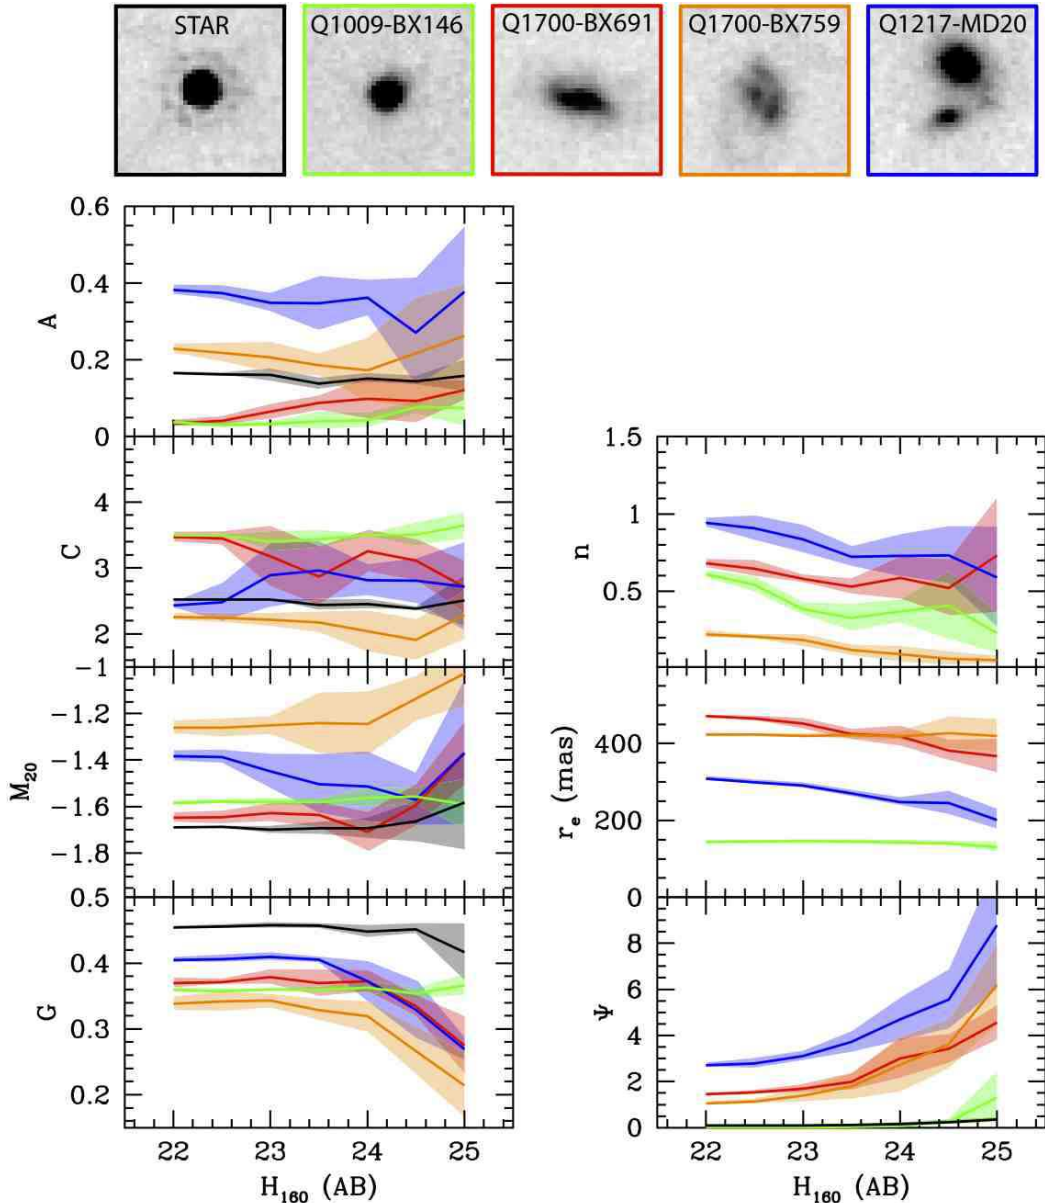 STAR Q1009-BX146 Q1700-BX691 Q1700-BX759 Q1217-MD20
0.6
0.4
A
0.2
0
1.5
4
1
C
3
n
2
0.5
-1
-1.2
-1.4
400
M20
re (mas)
-1.6
200
-1.8
0.5
0
8
0.4
6
G
Ψ
0.3
4
2
0.2
0
22 23 24 25 22 23 24 25
H160 (AB) H160 (AB)